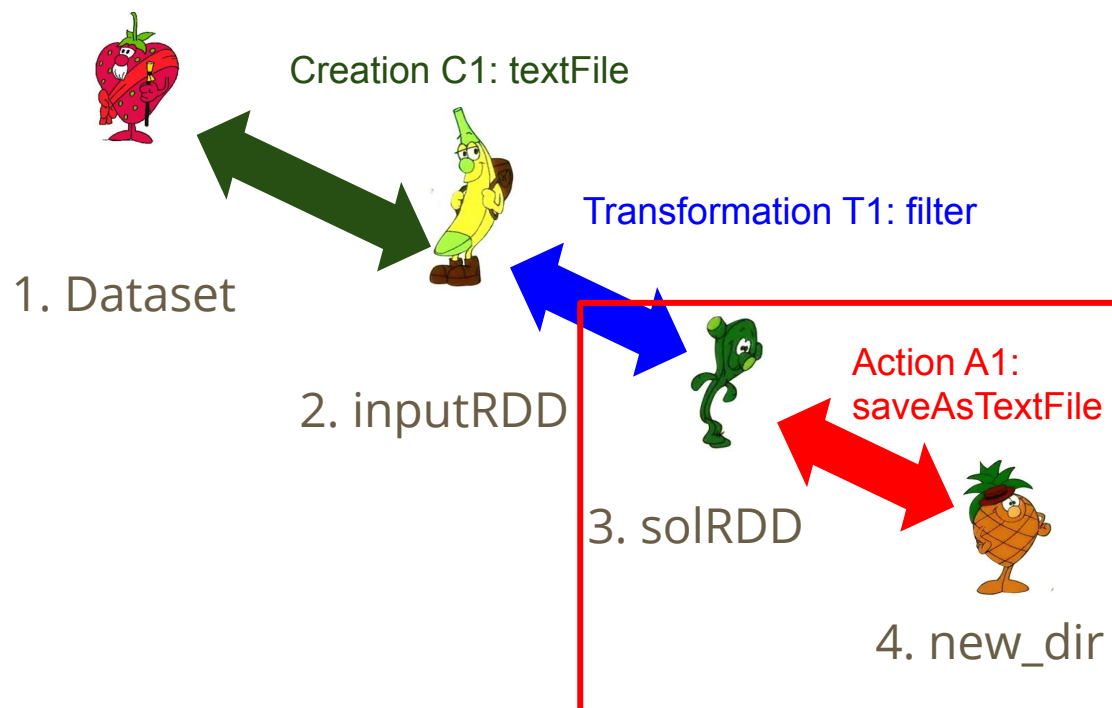 Creation C1: textFile
Transformation T1: filter
1. Dataset
Action A1:
saveAsTextFile
2. inputRDD
3. solRDD
4. new_dir